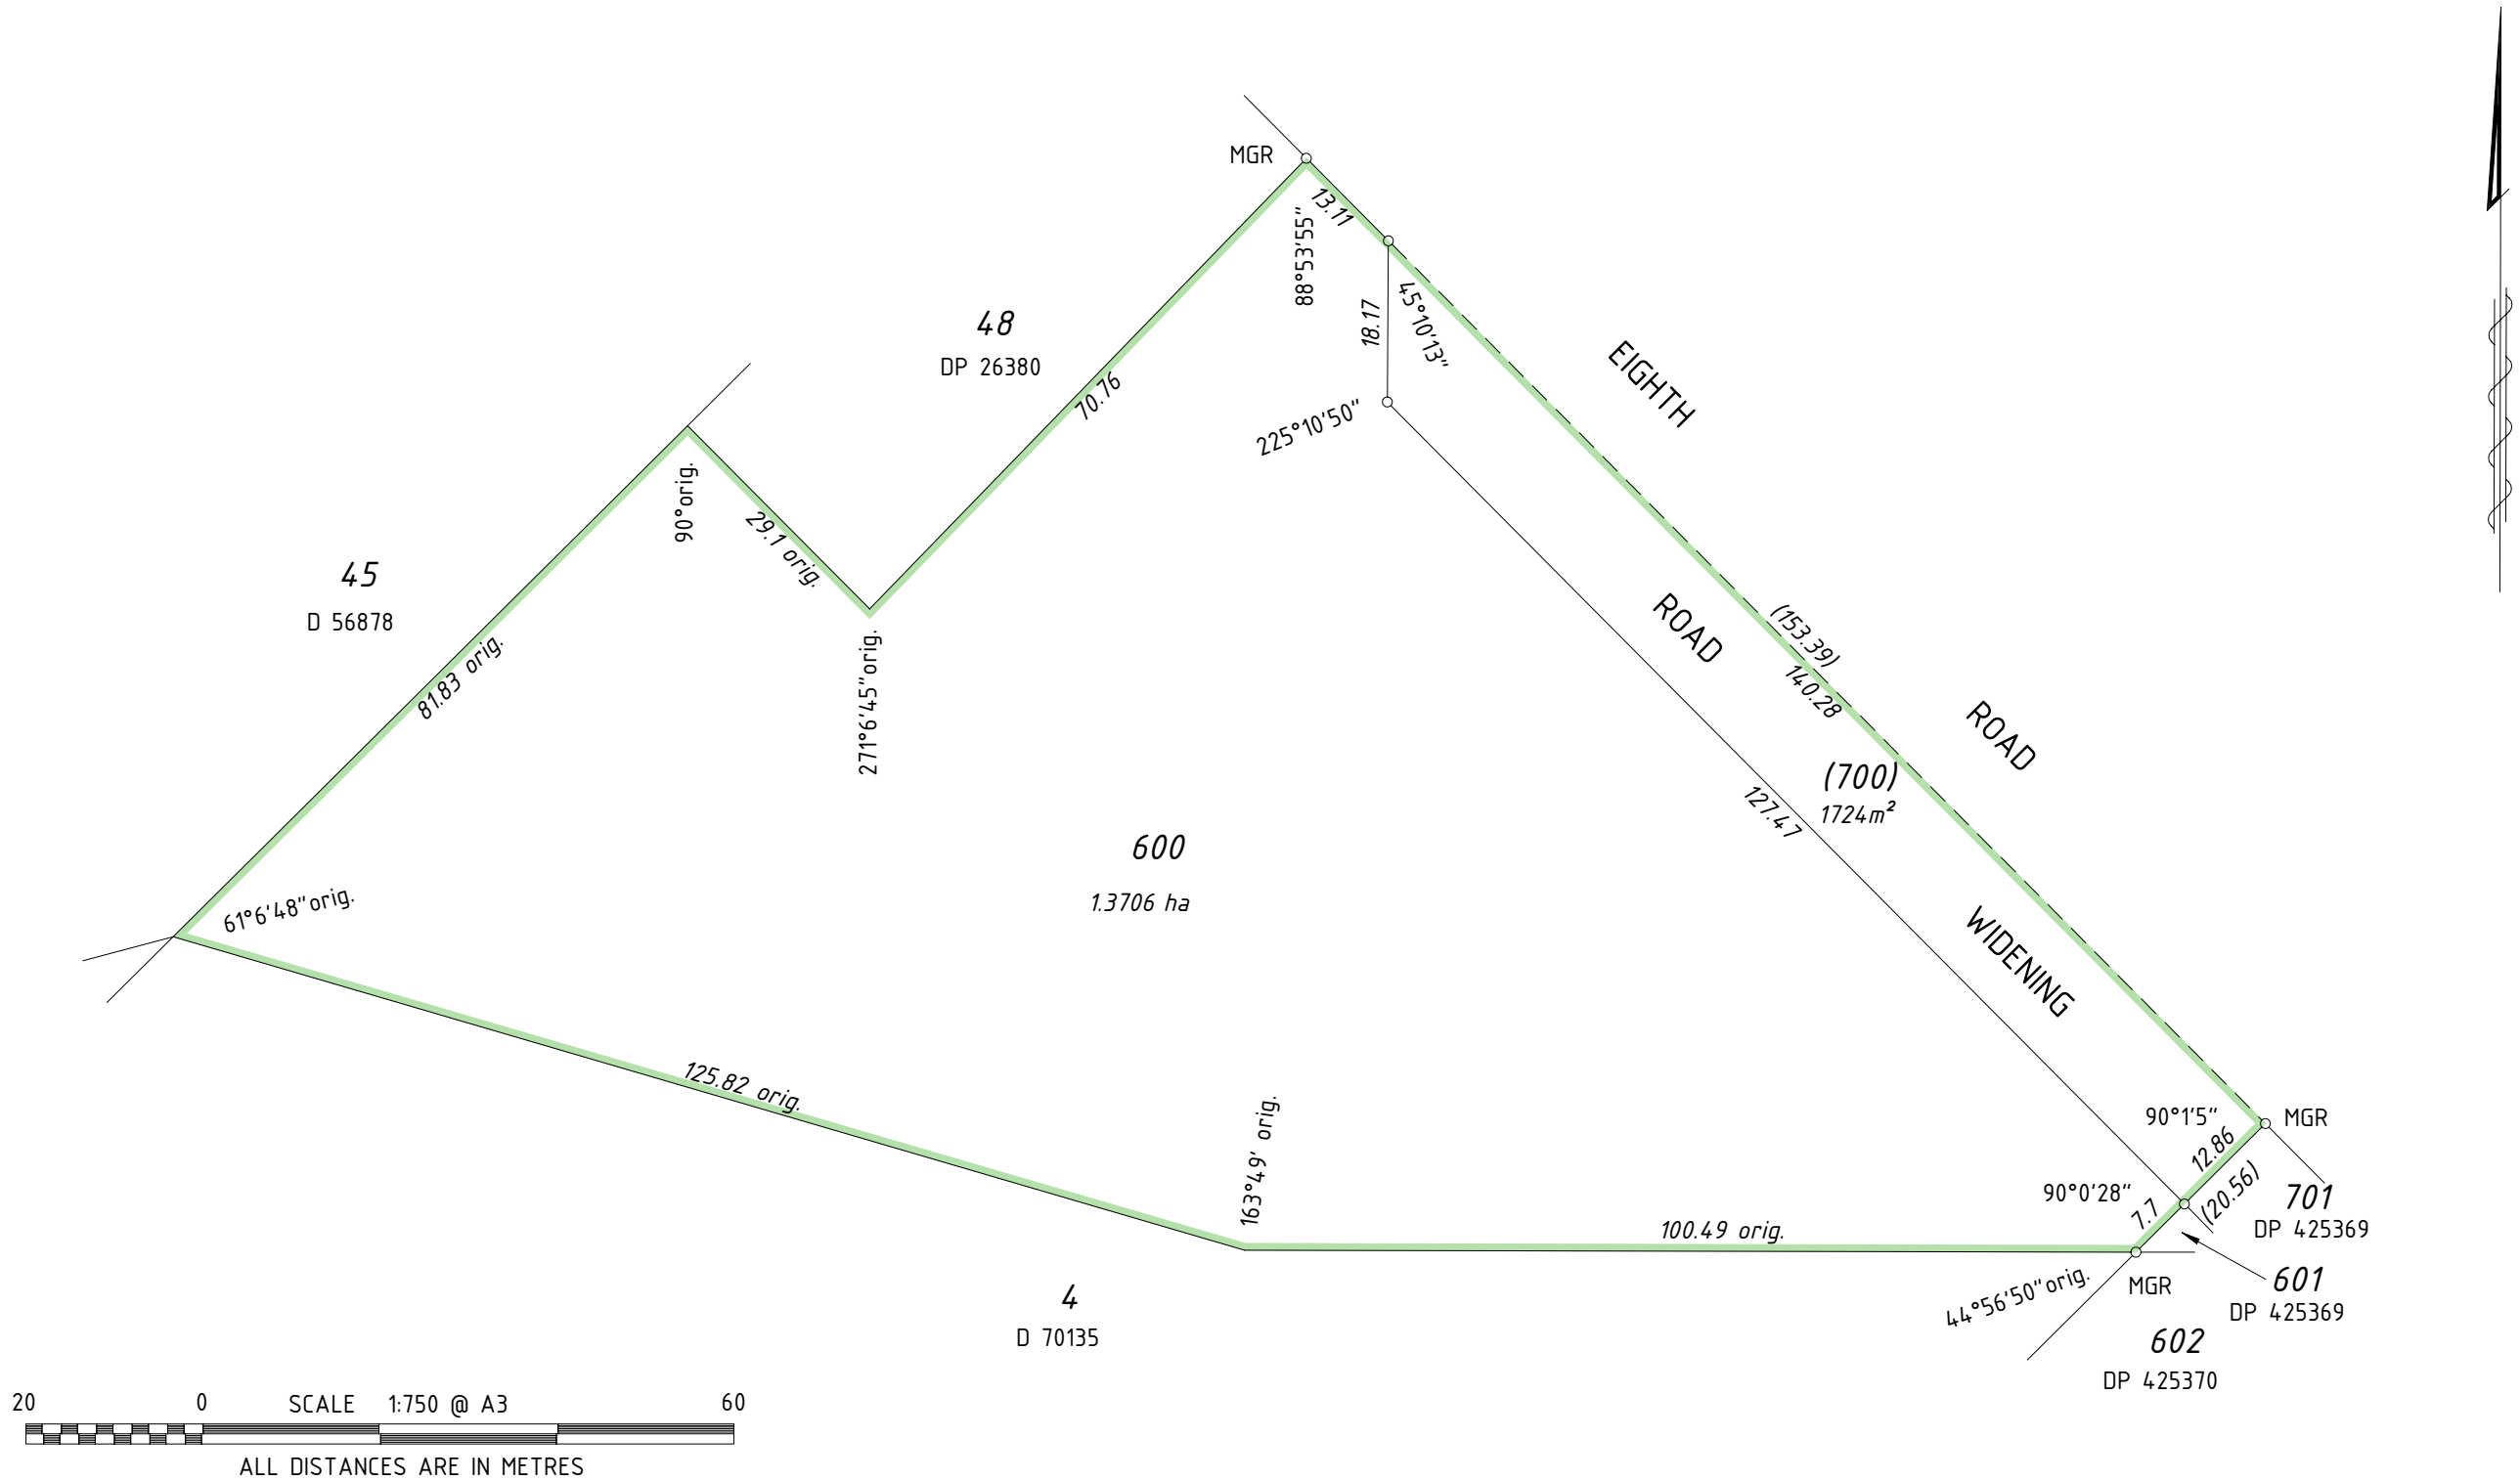 MGR
13.11
88°53'55"
48
DP 26380
18.17
45°10'13"
EIGHTH
70.76
225°10'50"
90°orig.
29.1 orig.
45
D 56878
ROAD
(153.39)
140.28
81.83 orig.
271°6'45"orig.
ROAD
(700)
1724m²
127.47
600
1.3706 ha
61°6'48"orig.
WIDENING
125.82 orig.
163°49' orig.
90°1'5"
MGR
12.86
90°0'28"
7.7
(20.56)
701
DP 425369
100.49 orig.
44°56'50"orig.
MGR
601
DP 425369
4
D 70135
602
DP 425370
20 0 SCALE 1:750 @ A3 60
ALL DISTANCES ARE IN METRES